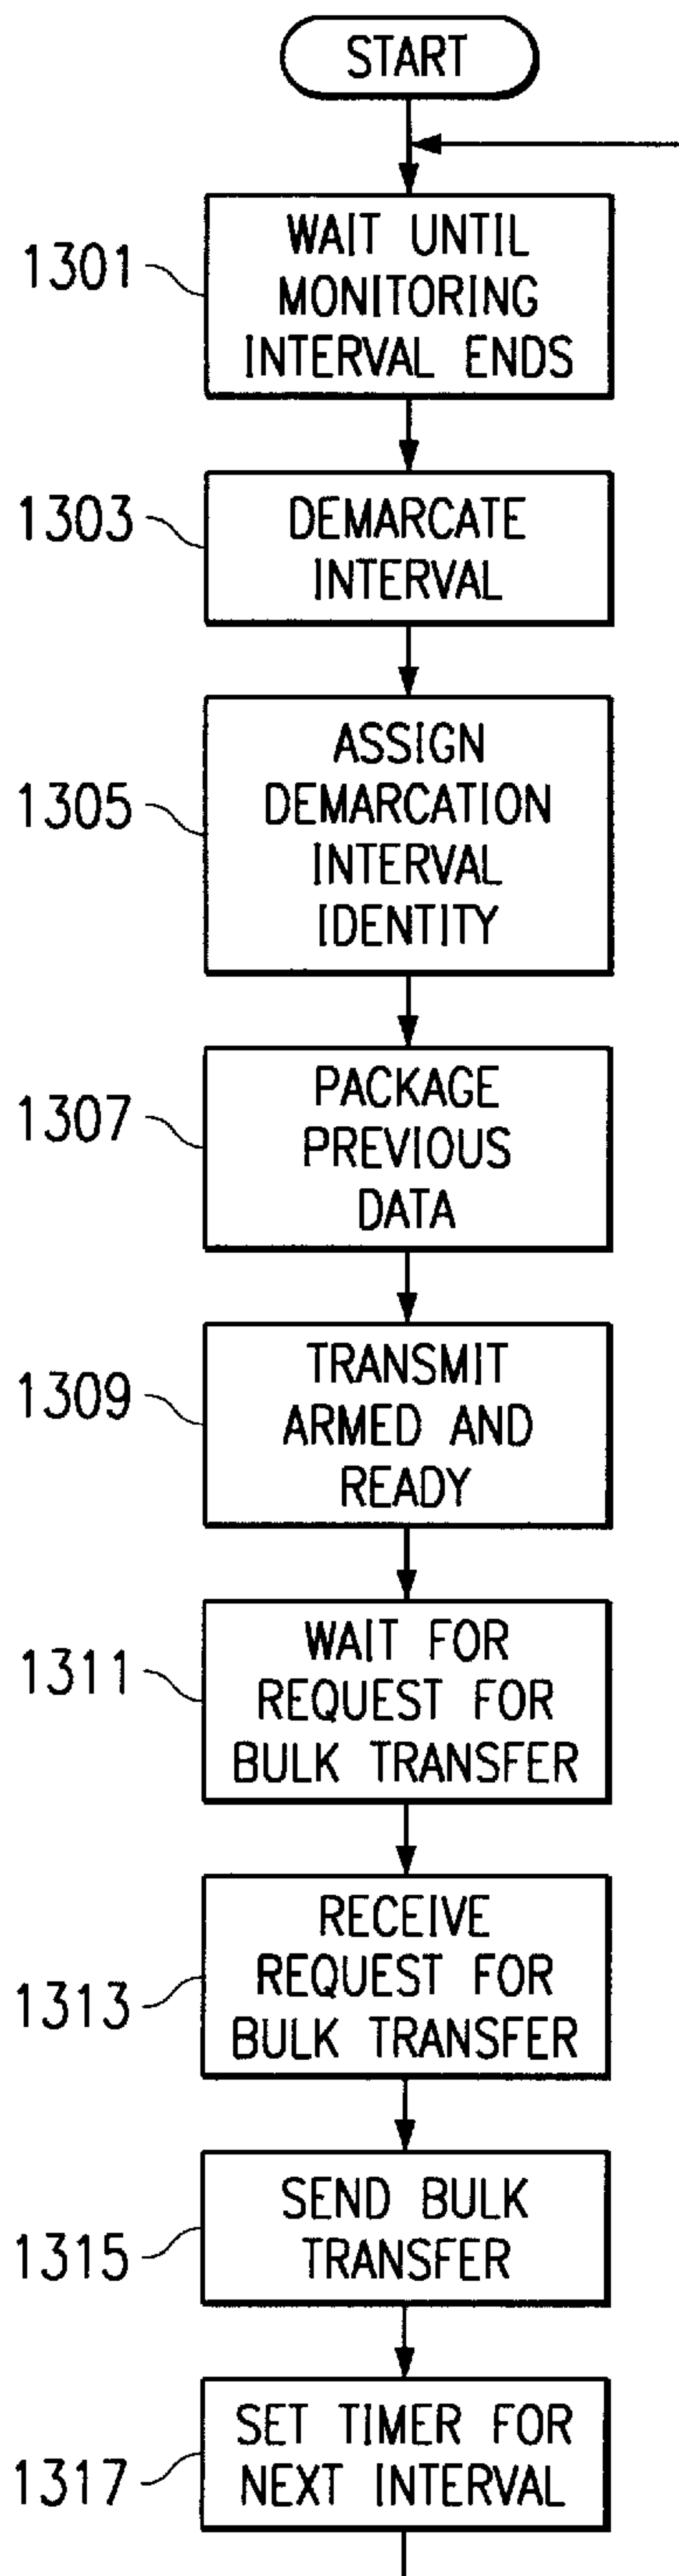 START
1301
WAIT UNTIL
MONITORING
INTERVAL ENDS
1303
DEMARCATE
INTERVAL
1305
ASSIGN
DEMARCATION
INTERVAL
IDENTITY
1307
PACKAGE
PREVIOUS
DATA
1309
TRANSMIT
ARMED AND
READY
1311
WAIT FOR
REQUEST FOR
BULK TRANSFER
1313
RECEIVE
REQUEST FOR
BULK TRANSFER
1315
SEND BULK
TRANSFER
1317
SET TIMER FOR
NEXT INTERVAL